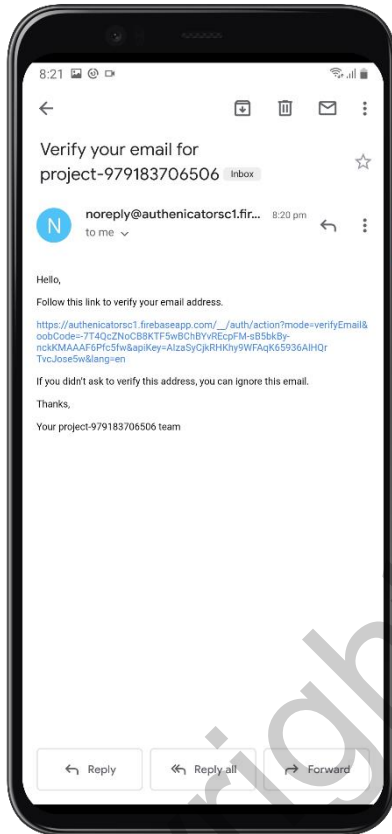 8:21
Verify your email for
project-979183706506 Inbox
N
noreply@authenicatorsc1.fir... 8:20 pm
to me
Hello,
Follow this link to verify your email address.
https://authenicatorsc1.firebaseapp.com/__/auth/action?mode=verifyEmail&
oobCode=-7T4QcZNoCB8KTF5wBChBYvREcpFM-sB5bkBy-
nckKMAAAF6Pfc5fw&apiKey=AIzaSyCjkRHKhy9WFAqK65936AIHQr
TvcJose5w&lang=en
If you didn't ask to verify this address, you can ignore this email.
Thanks,
Your project-979183706506 team
Reply
Reply all
Forward